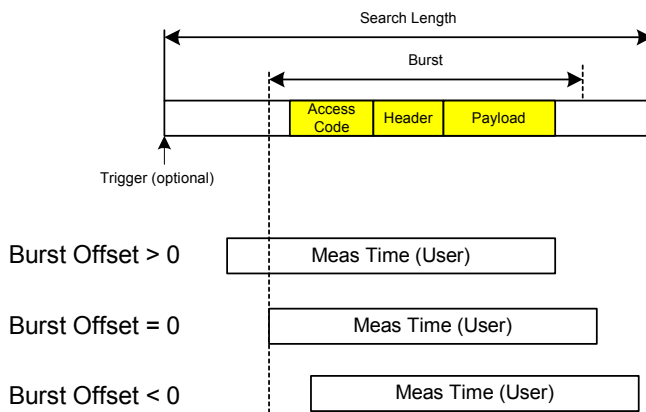 Search Length
Burst
Access
Code
Header
Payload
Trigger (optional)
Burst Offset > 0
Meas Time (User)
Burst Offset = 0
Meas Time (User)
Burst Offset < 0
Meas Time (User)